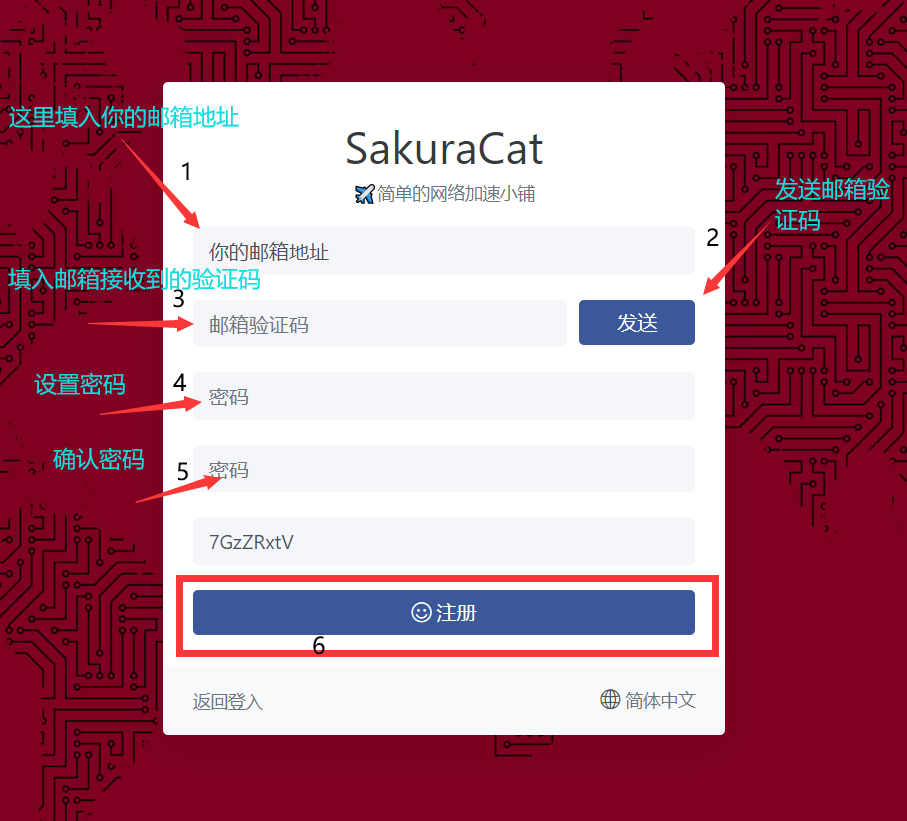 这里填入你的邮箱地址
SakuraCat
1
简单的网络加速小铺
发送邮箱验
证码
2
你的邮箱地址
填入邮箱接收到的验证码
3
邮箱验证码
发送
设置密码
4
密码
确认密码
5
密码
7GzZRxtV
注册
6
返回登入
简体中文